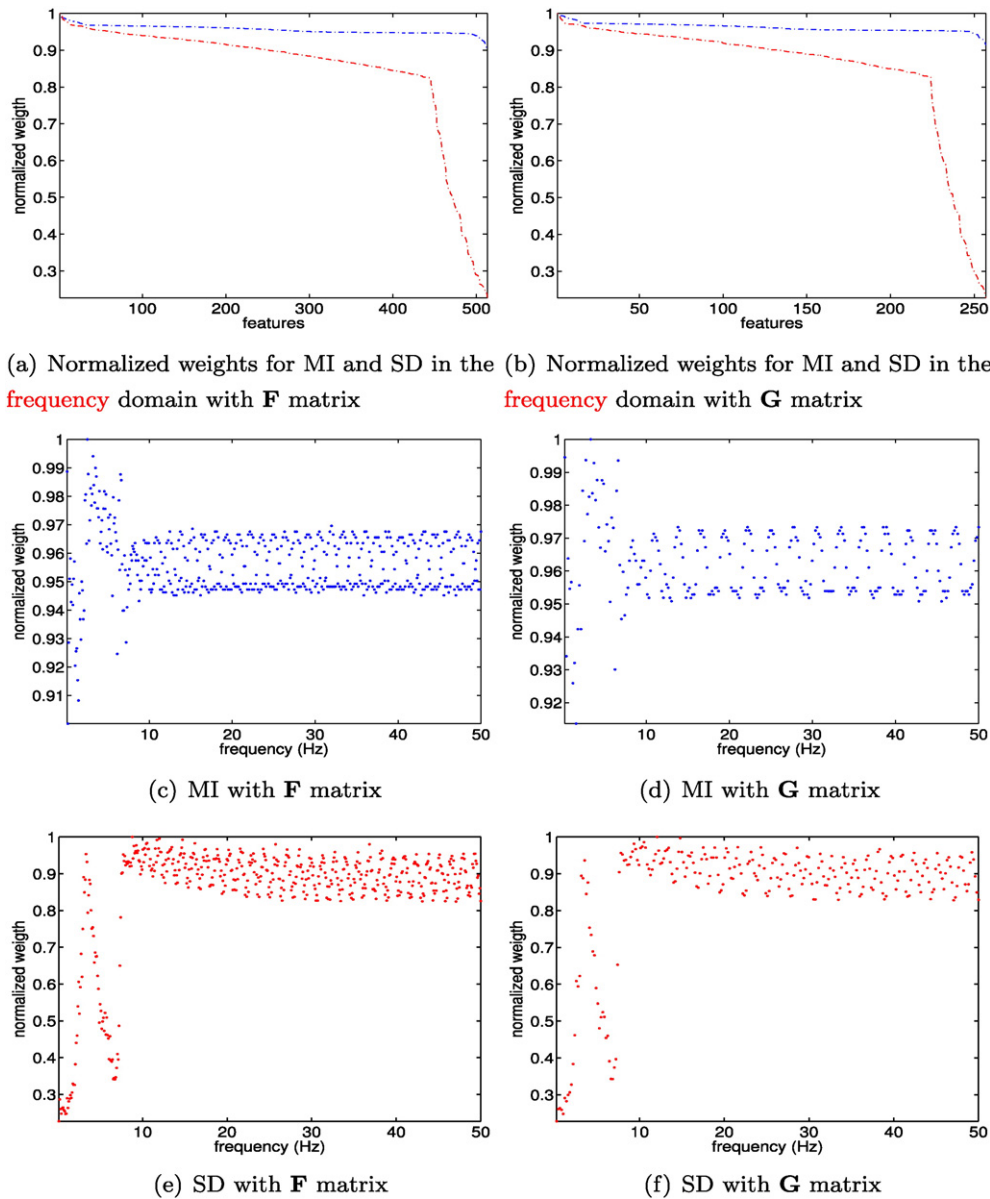 1
0.9
0.8
0.7
0.6
0.5
0.4
0.3
normalized weigth
100 200 300 400 500
features
1
0.9
0.8
0.7
0.6
0.5
0.4
0.3
normalized weigth
50 100 150 200 250
features
(a) Normalized weights for MI and SD in the
frequency domain with F matrix
(b) Normalized weights for MI and SD in the
frequency domain with G matrix
1
0.99
0.98
0.97
0.96
0.95
0.94
0.93
0.92
0.91
normalized weigth
10 20 30 40 50
frequency (Hz)
(c) MI with F matrix
1
0.99
0.98
0.97
0.96
0.95
0.94
0.93
0.92
normalized weigth
10 20 30 40 50
frequency (Hz)
(d) MI with G matrix
1
0.9
0.8
0.7
0.6
0.5
0.4
0.3
normalized weigth
10 20 30 40 50
frequency (Hz)
(e) SD with F matrix
1
0.9
0.8
0.7
0.6
0.5
0.4
0.3
normalized weigth
10 20 30 40 50
frequency (Hz)
(f) SD with G matrix